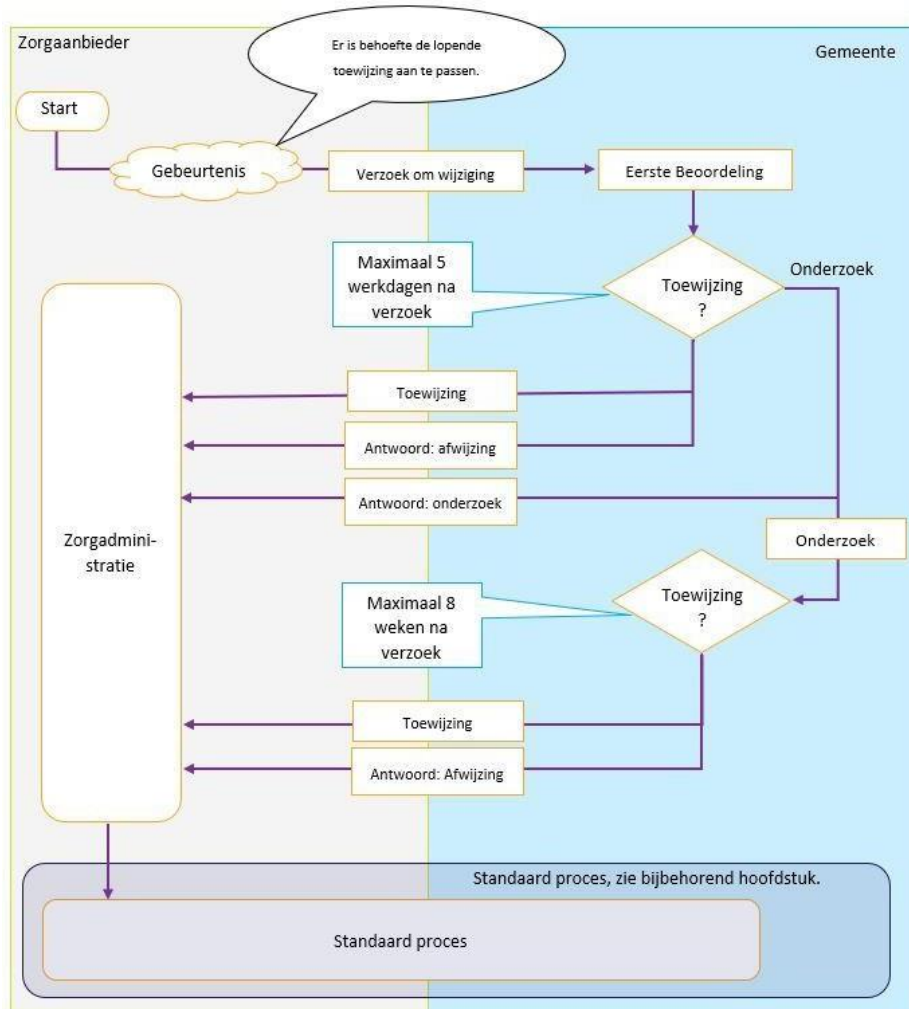 Zorgaanbieder
Er is behoefte de lopende
toewijzing aan te passen.
Gemeente
Start
Gebeurtenis
Verzoek om wijziging
Eerste Beoordeling
Maximaal 5
werkdagen na
verzoek
Toewijzing
?
Onderzoek
Toewijzing
Antwoord: afwijzing
Antwoord: onderzoek
Zorgadmini-
stratie
Onderzoek
Maximaal 8
weken na
verzoek
Toewijzing
?
Toewijzing
Antwoord: Afwijzing
Standaard proces, zie bijbehorend hoofdstuk.
Standaard proces